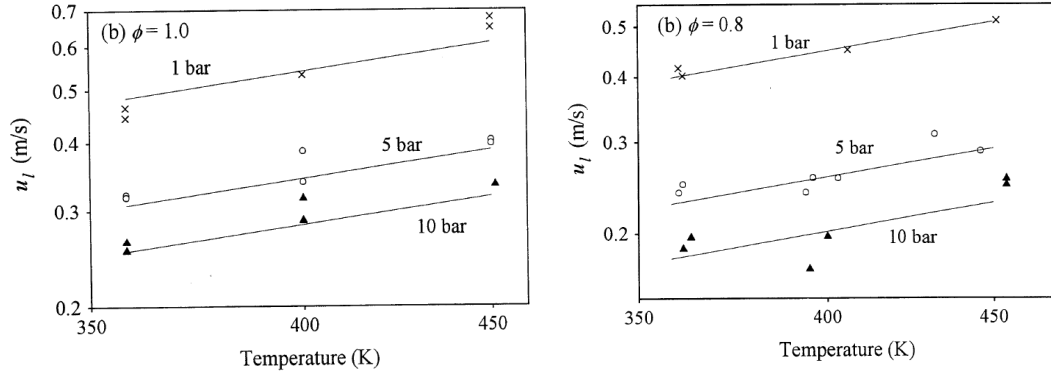 0.7
0.6
0.5
0.4
0.3
0.2
u_l (m/s)
(b) ϕ = 1.0
1 bar
5 bar
10 bar
350
400
450
Temperature (K)
0.5
0.4
0.3
0.2
u_l (m/s)
(b) ϕ = 0.8
1 bar
5 bar
10 bar
350
400
450
Temperature (K)